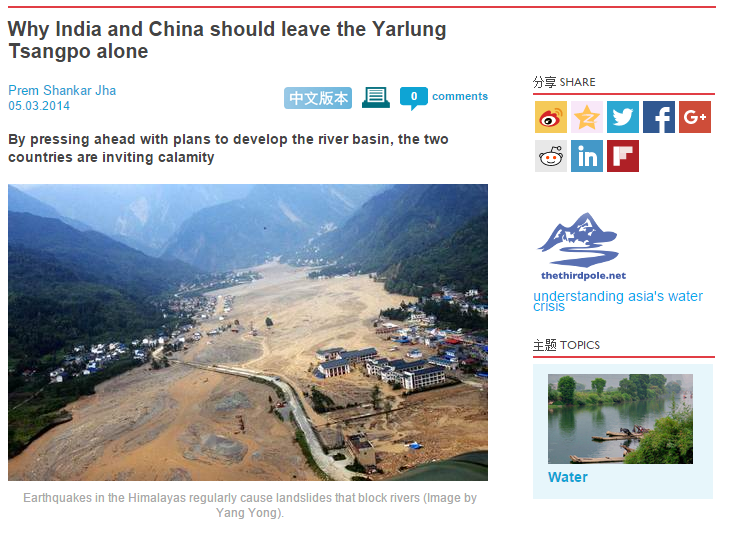 Why India and China should leave the Yarlung
Tsangpo alone
Prem Shankar Jha
05.03.2014
中文版本
0
comments
By pressing ahead with plans to develop the river basin, the two
countries are inviting calamity
Earthquakes in the Himalayas regularly cause landslides that block rivers (Image by
Yang Yong).
分享 SHARE
thethirdpole.net
understanding asia's water
crisis
主题 TOPICS
Water